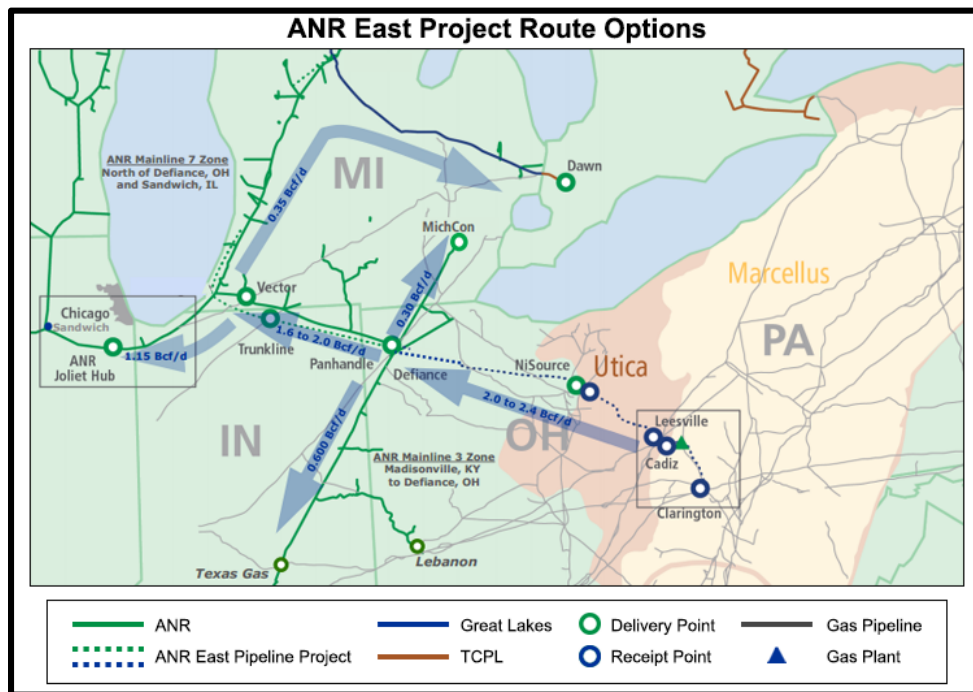 ANR East Project Route Options
ANR Mainline 7 Zone
North of Defiance, OH
and Sandwich, IL
MI
0.35 Bcf/d
Dawn
MichCon
Marcellus
Vector
0.30 Bcf/d
Chicago
Sandwich
PA
1.15 Bcf/d
ANR
Joliet Hub
Trunkline
1.6 to 2.0 Bcf/d
Panhandle
Defiance
NiSource
Utica
2.0 to 2.4 Bcf/d
Leesville
IN
0.600 Bcf/d
OH
Cadiz
ANR Mainline 3 Zone
Madisonville, KY
to Defiance, OH
Clarington
Lebanon
Texas Gas
ANR
Great Lakes
Delivery Point
Gas Pipeline
ANR East Pipeline Project
TCPL
Receipt Point
Gas Plant